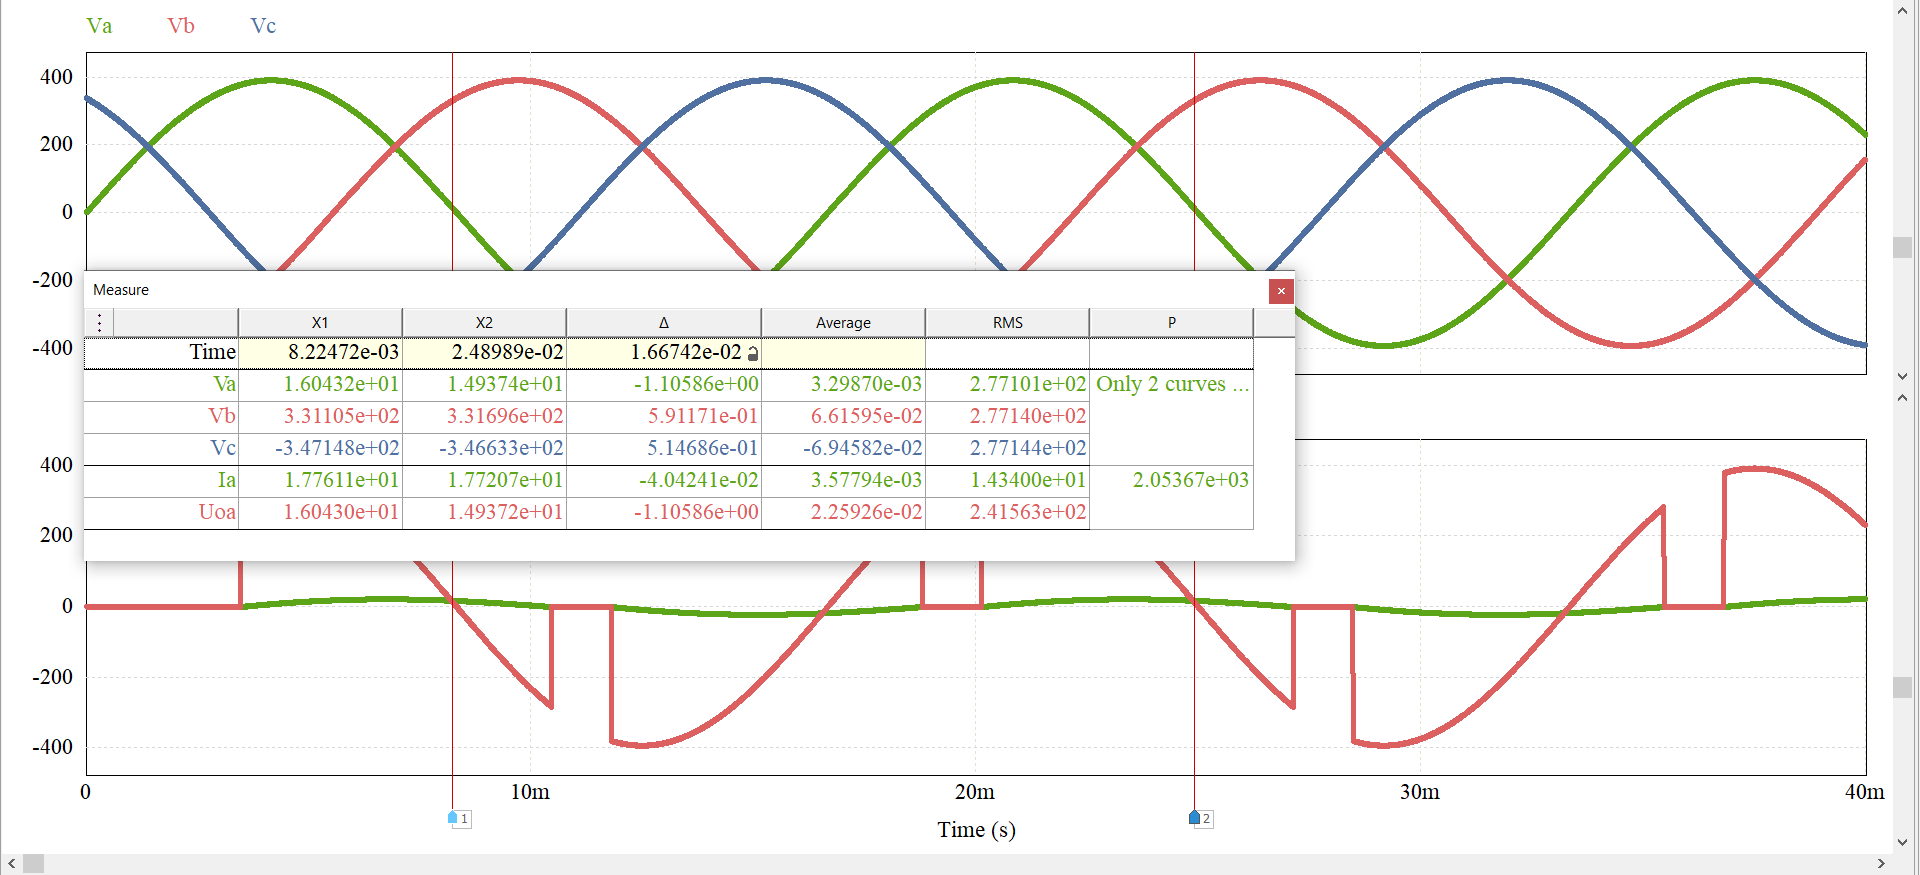 Va Vb Vc
400
200
0
-200
-400
Measure
X1 X2 Δ Average RMS P
Time 8.22472e-03 2.48989e-02 1.66742e-02
Va 1.60432e+01 1.49374e+01 -1.10586e+00 3.29870e-03 2.77101e+02 Only 2 curves ...
Vb 3.31105e+02 3.31696e+02 5.91171e-01 6.61595e-02 2.77140e+02
Vc -3.47148e+02 -3.46633e+02 5.14686e-01 -6.94582e-02 2.77144e+02
Ia 1.77611e+01 1.77207e+01 -4.04241e-02 3.57794e-03 1.43400e+01 2.05367e+03
Uoa 1.60430e+01 1.49372e+01 -1.10586e+00 2.25926e-02 2.41563e+02
400
200
0
-200
-400
0 10m 20m 30m 40m
1 2
Time (s)